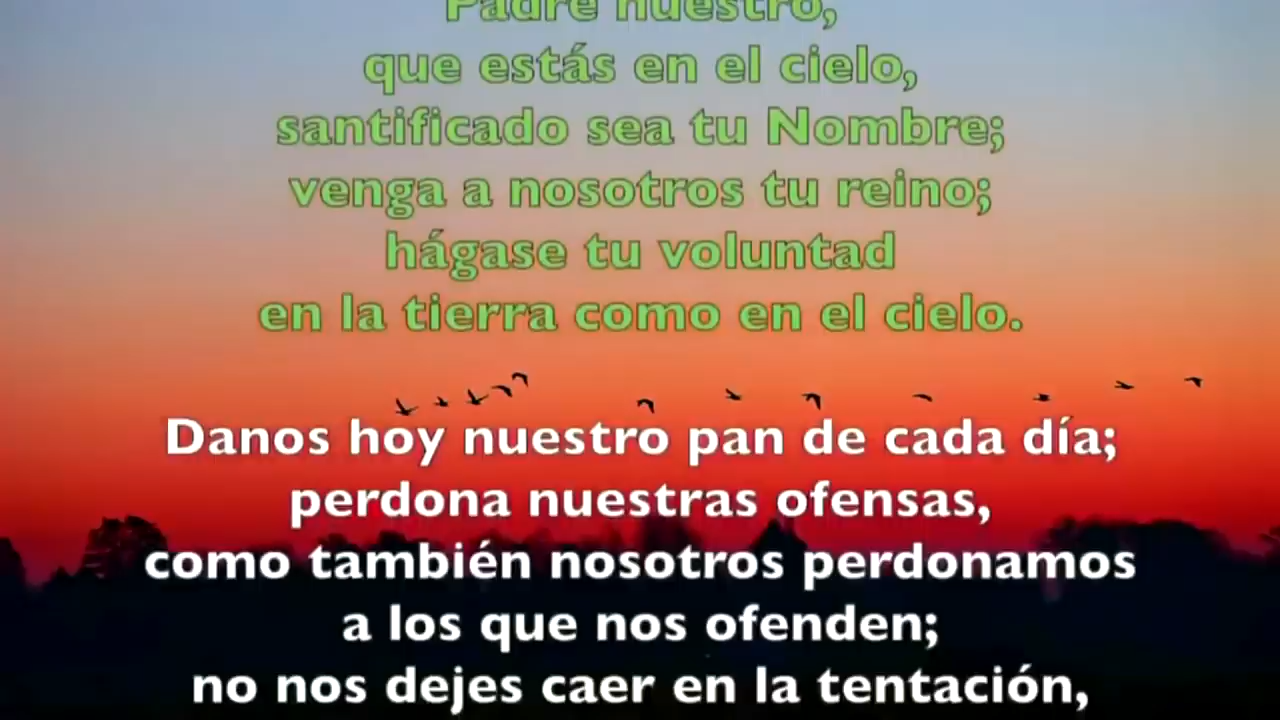 Padre nuestro,
que estás en el cielo,
santificado sea tu Nombre;
venga a nosotros tu reino;
hágase tu voluntad
en la tierra como en el cielo.
Danos hoy nuestro pan de cada día;
perdona nuestras ofensas,
como también nosotros perdonamos
a los que nos ofenden;
no nos dejes caer en la tentación,